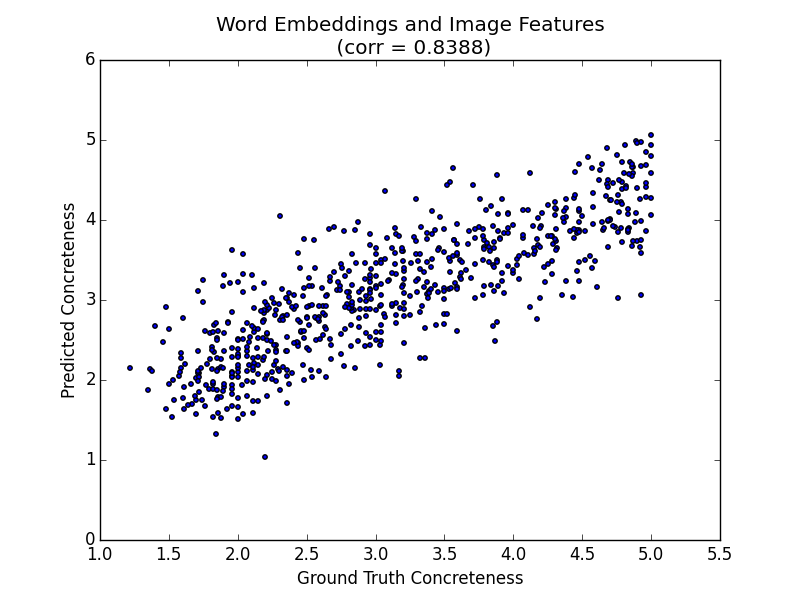 Word Embeddings and Image Features
(corr = 0.8388)
6
5
4
3
2
1
0
Predicted Concreteness
1.0 1.5 2.0 2.5 3.0 3.5 4.0 4.5 5.0 5.5
Ground Truth Concreteness